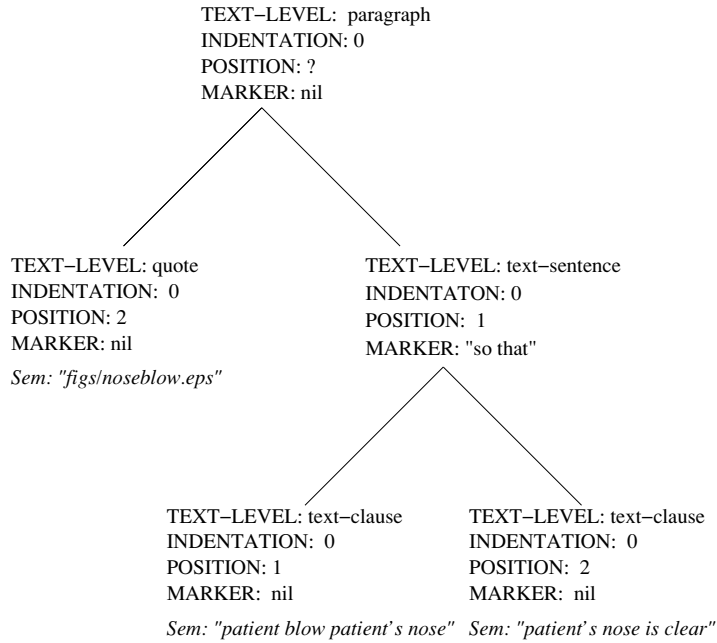 TEXT−LEVEL: paragraph
INDENTATION: 0
POSITION: ?
MARKER: nil
TEXT−LEVEL: quote
INDENTATION: 0
POSITION: 2
MARKER: nil
Sem: "figs/noseblow.eps"
TEXT−LEVEL: text−sentence
INDENTATON: 0
POSITION: 1
MARKER: "so that"
TEXT−LEVEL: text−clause
INDENTATION: 0
POSITION: 1
MARKER: nil
Sem: "patient blow patient's nose"
TEXT−LEVEL: text−clause
INDENTATION: 0
POSITION: 2
MARKER: nil
Sem: "patient's nose is clear"